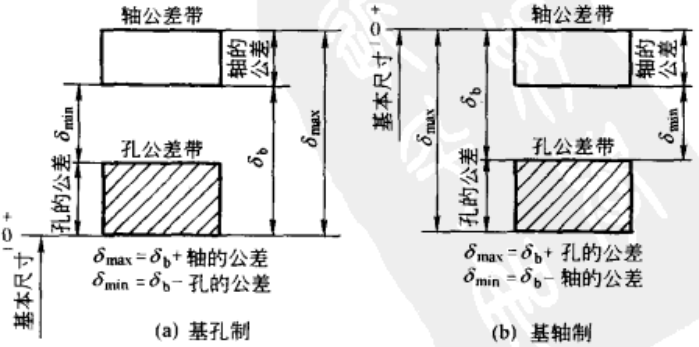 轴公差带
轴的公差
δmin
δb
δmax
孔公差带
孔的公差
+
0
−
基本尺寸
δmax=δb+轴的公差
δmin=δb−孔的公差
(a) 基孔制
+
0
−
基本尺寸
轴公差带
轴的公差
δmax
δb
δmin
孔公差带
孔的公差
δmax=δb+孔的公差
δmin=δb−轴的公差
(b) 基轴制